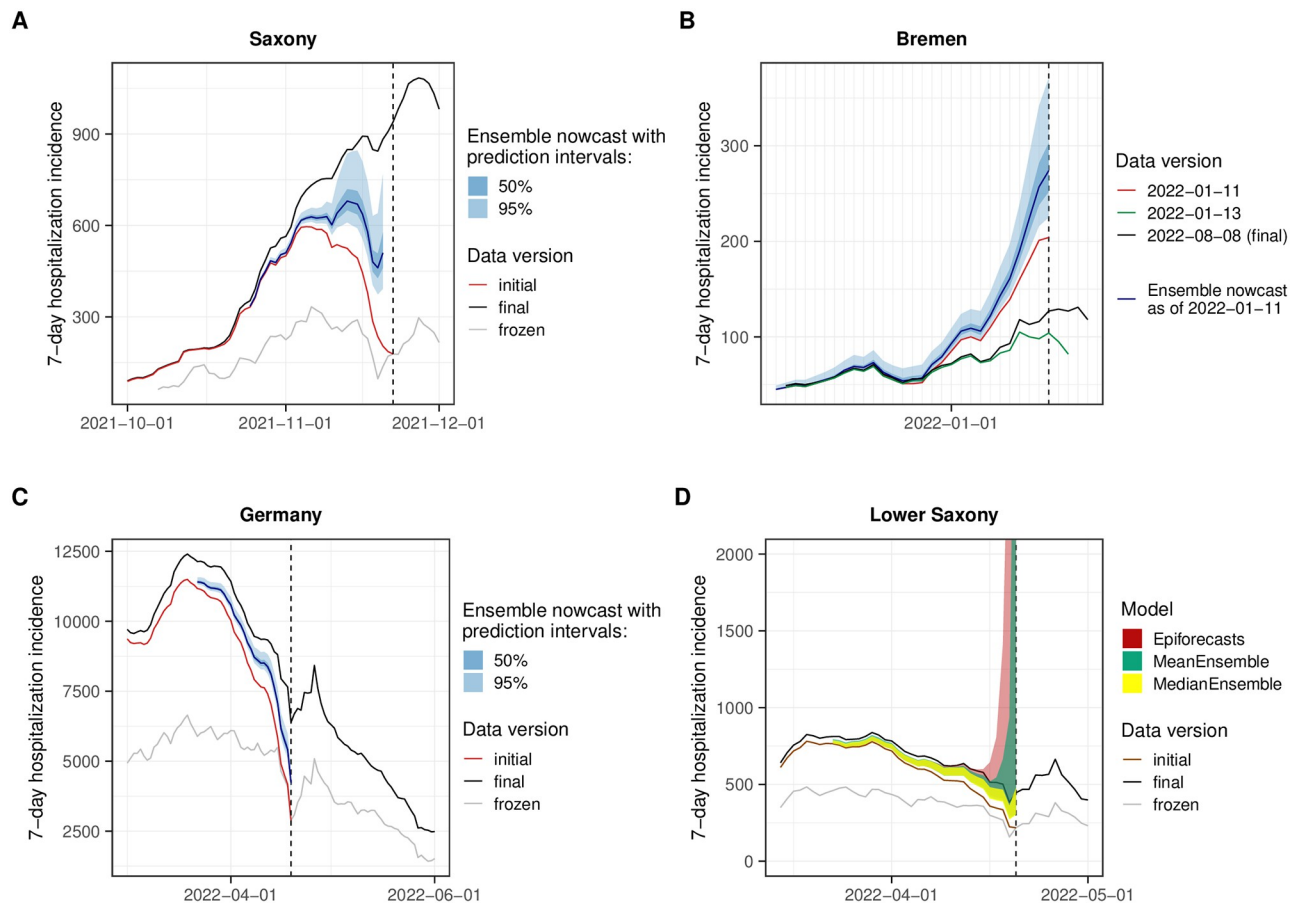 A
Saxony
7−day hospitalization incidence
900
600
300
2021−10−01
2021−11−01
2021−12−01
Ensemble nowcast with
prediction intervals:
50%
95%
Data version
initial
final
frozen
B
Bremen
7−day hospitalization incidence
300
200
100
2022−01−01
Data version
2022−01−11
2022−01−13
2022−08−08 (final)
Ensemble nowcast
as of 2022−01−11
C
Germany
7−day hospitalization incidence
12500
10000
7500
5000
2500
2022−04−01
2022−06−01
Ensemble nowcast with
prediction intervals:
50%
95%
Data version
initial
final
frozen
D
Lower Saxony
7−day hospitalization incidence
2000
1500
1000
500
0
2022−04−01
2022−05−01
Model
Epiforecasts
MeanEnsemble
MedianEnsemble
Data version
initial
final
frozen